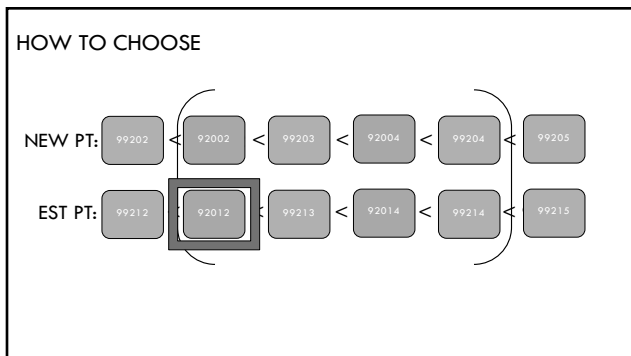 HOW TO CHOOSE
NEW PT: 99202 < 92002 < 99203 < 92004 < 99204 < 99205
EST PT: 99212 < 92012 < 99213 < 92014 < 99214 < 99215